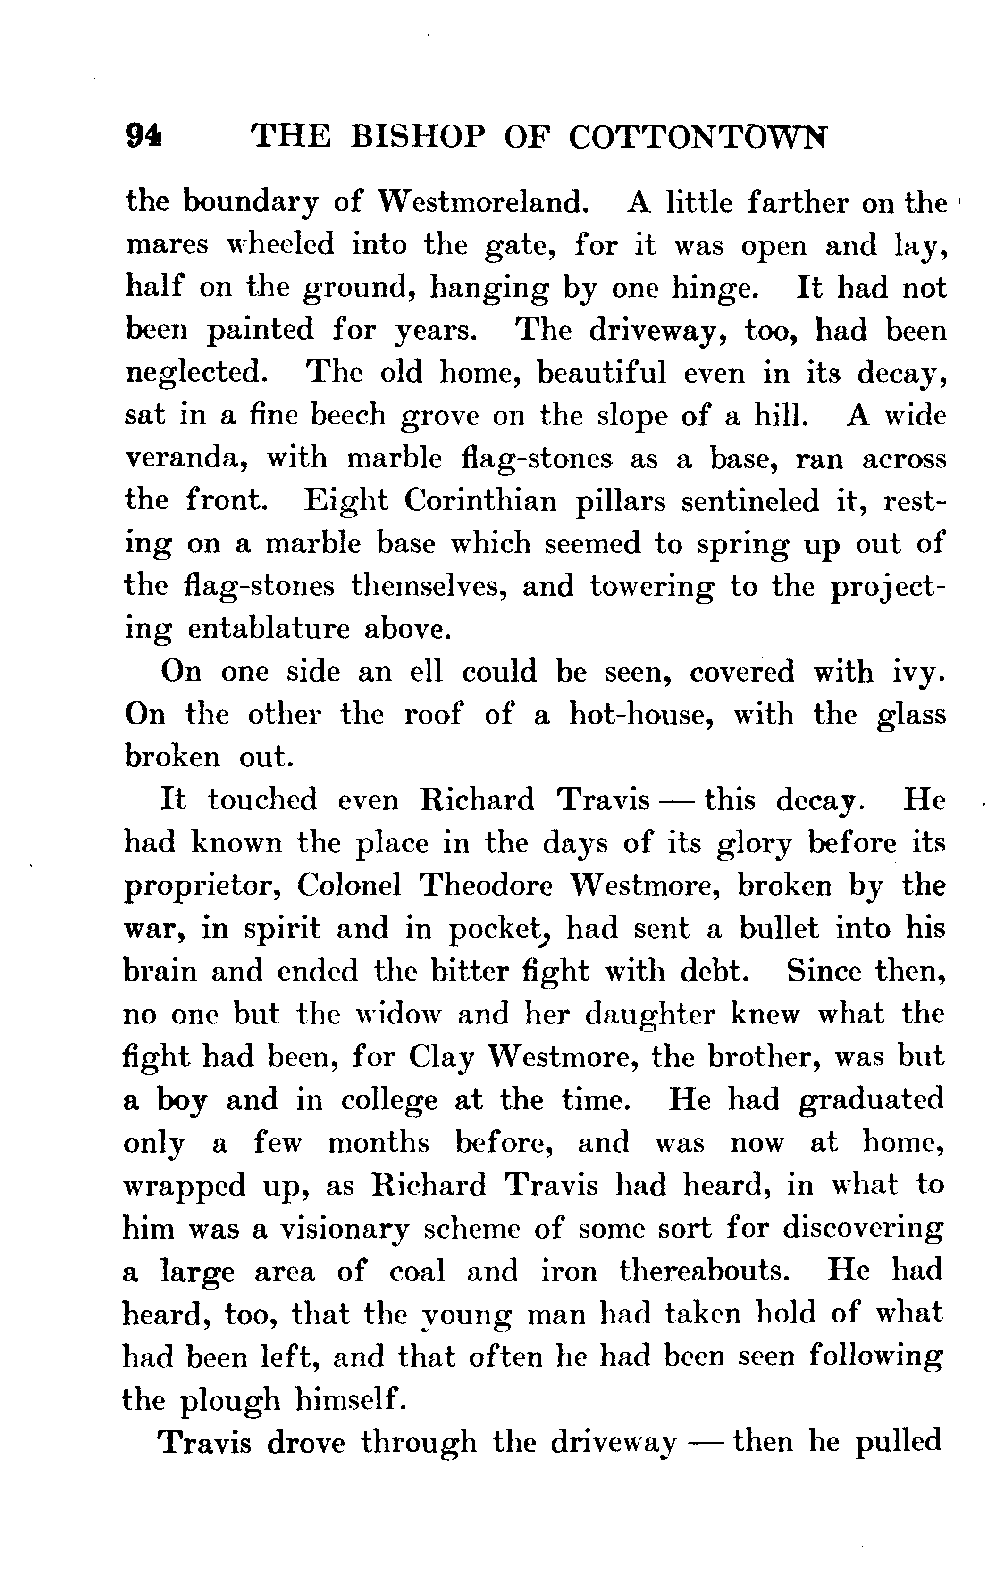 94 THE BISHOP OF COTTONTOWN
the boundary of Westmoreland. A little farther on the
mares wheeled into the gate, for it was open and lay,
half on the ground, hanging by one hinge. It had not
been painted for years. The driveway, too, had been
neglected. The old home, beautiful even in its decay,
sat in a fine beech grove on the slope of a hill. A wide
veranda, with marble flag-stones as a base, ran across
the front. Eight Corinthian pillars sentineled it, rest-
ing on a marble base which seemed to spring up out of
the flag-stones themselves, and towering to the project-
ing entablature above.
On one side an ell could be seen, covered with ivy.
On the other the roof of a hot-house, with the glass
broken out.
It touched even Richard Travis — this decay. He
had known the place in the days of its glory before its
proprietor, Colonel Theodore Westmore, broken by the
war, in spirit and in pocket, had sent a bullet into his
brain and ended the bitter fight with debt. Since then,
no one but the widow and her daughter knew what the
fight had been, for Clay Westmore, the brother, was but
a boy and in college at the time. He had graduated
only a few months before, and was now at home,
wrapped up, as Richard Travis had heard, in what to
him was a visionary scheme of some sort for discovering
a large area of coal and iron thereabouts. He had
heard, too, that the young man had taken hold of what
had been left, and that often he had been seen following
the plough himself.
Travis drove through the driveway — then he pulled